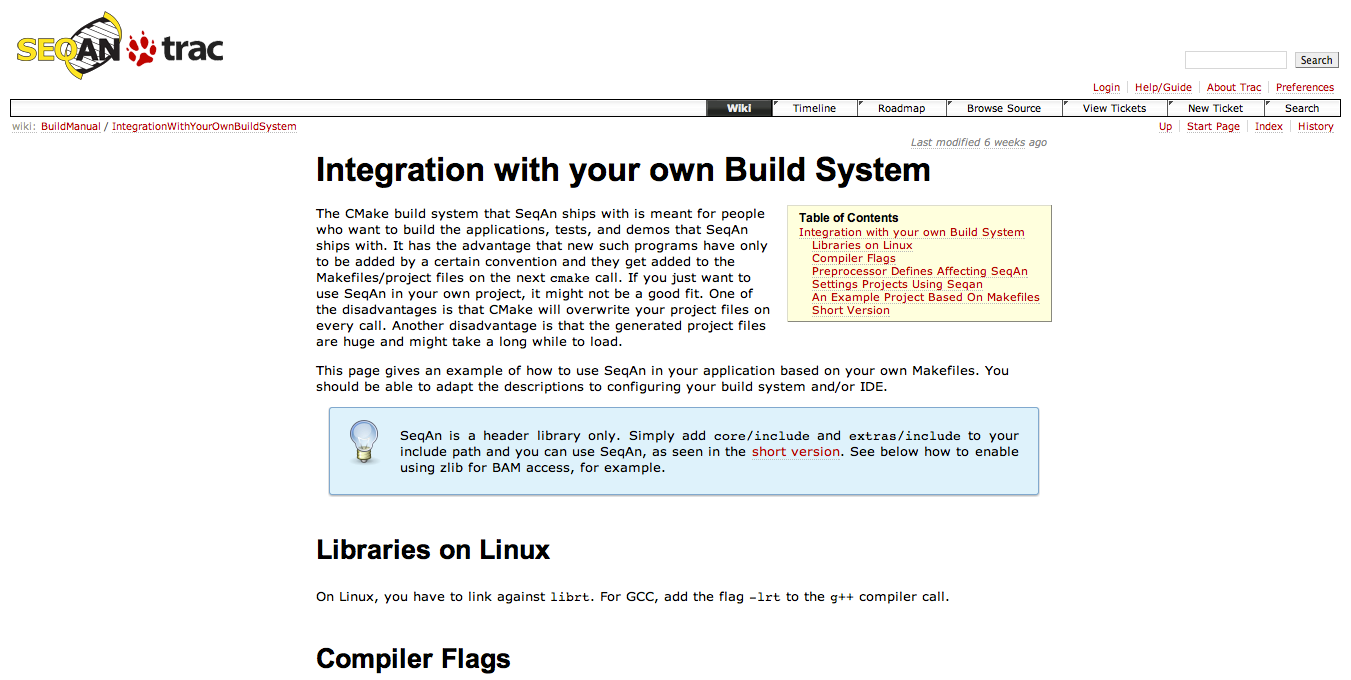 SEQAN trac
Search
Login Help/Guide About Trac Preferences
Wiki Timeline Roadmap Browse Source View Tickets New Ticket Search
wiki: BuildManual / IntegrationWithYourOwnBuildSystem
Up Start Page Index History
Last modified 6 weeks ago
Integration with your own Build System
The CMake build system that SeqAn ships with is meant for people
who want to build the applications, tests, and demos that SeqAn
ships with. It has the advantage that new such programs have only
to be added by a certain convention and they get added to the
Makefiles/project files on the next cmake call. If you just want to
use SeqAn in your own project, it might not be a good fit. One of
the disadvantages is that CMake will overwrite your project files on
every call. Another disadvantage is that the generated project files
are huge and might take a long while to load.
Table of Contents
Integration with your own Build System
Libraries on Linux
Compiler Flags
Preprocessor Defines Affecting SeqAn
Settings Projects Using Seqan
An Example Project Based On Makefiles
Short Version
This page gives an example of how to use SeqAn in your application based on your own Makefiles. You
should be able to adapt the descriptions to configuring your build system and/or IDE.
SeqAn is a header library only. Simply add core/include and extras/include to your
include path and you can use SeqAn, as seen in the short version. See below how to enable
using zlib for BAM access, for example.
Libraries on Linux
On Linux, you have to link against librt. For GCC, add the flag -lrt to the g++ compiler call.
Compiler Flags